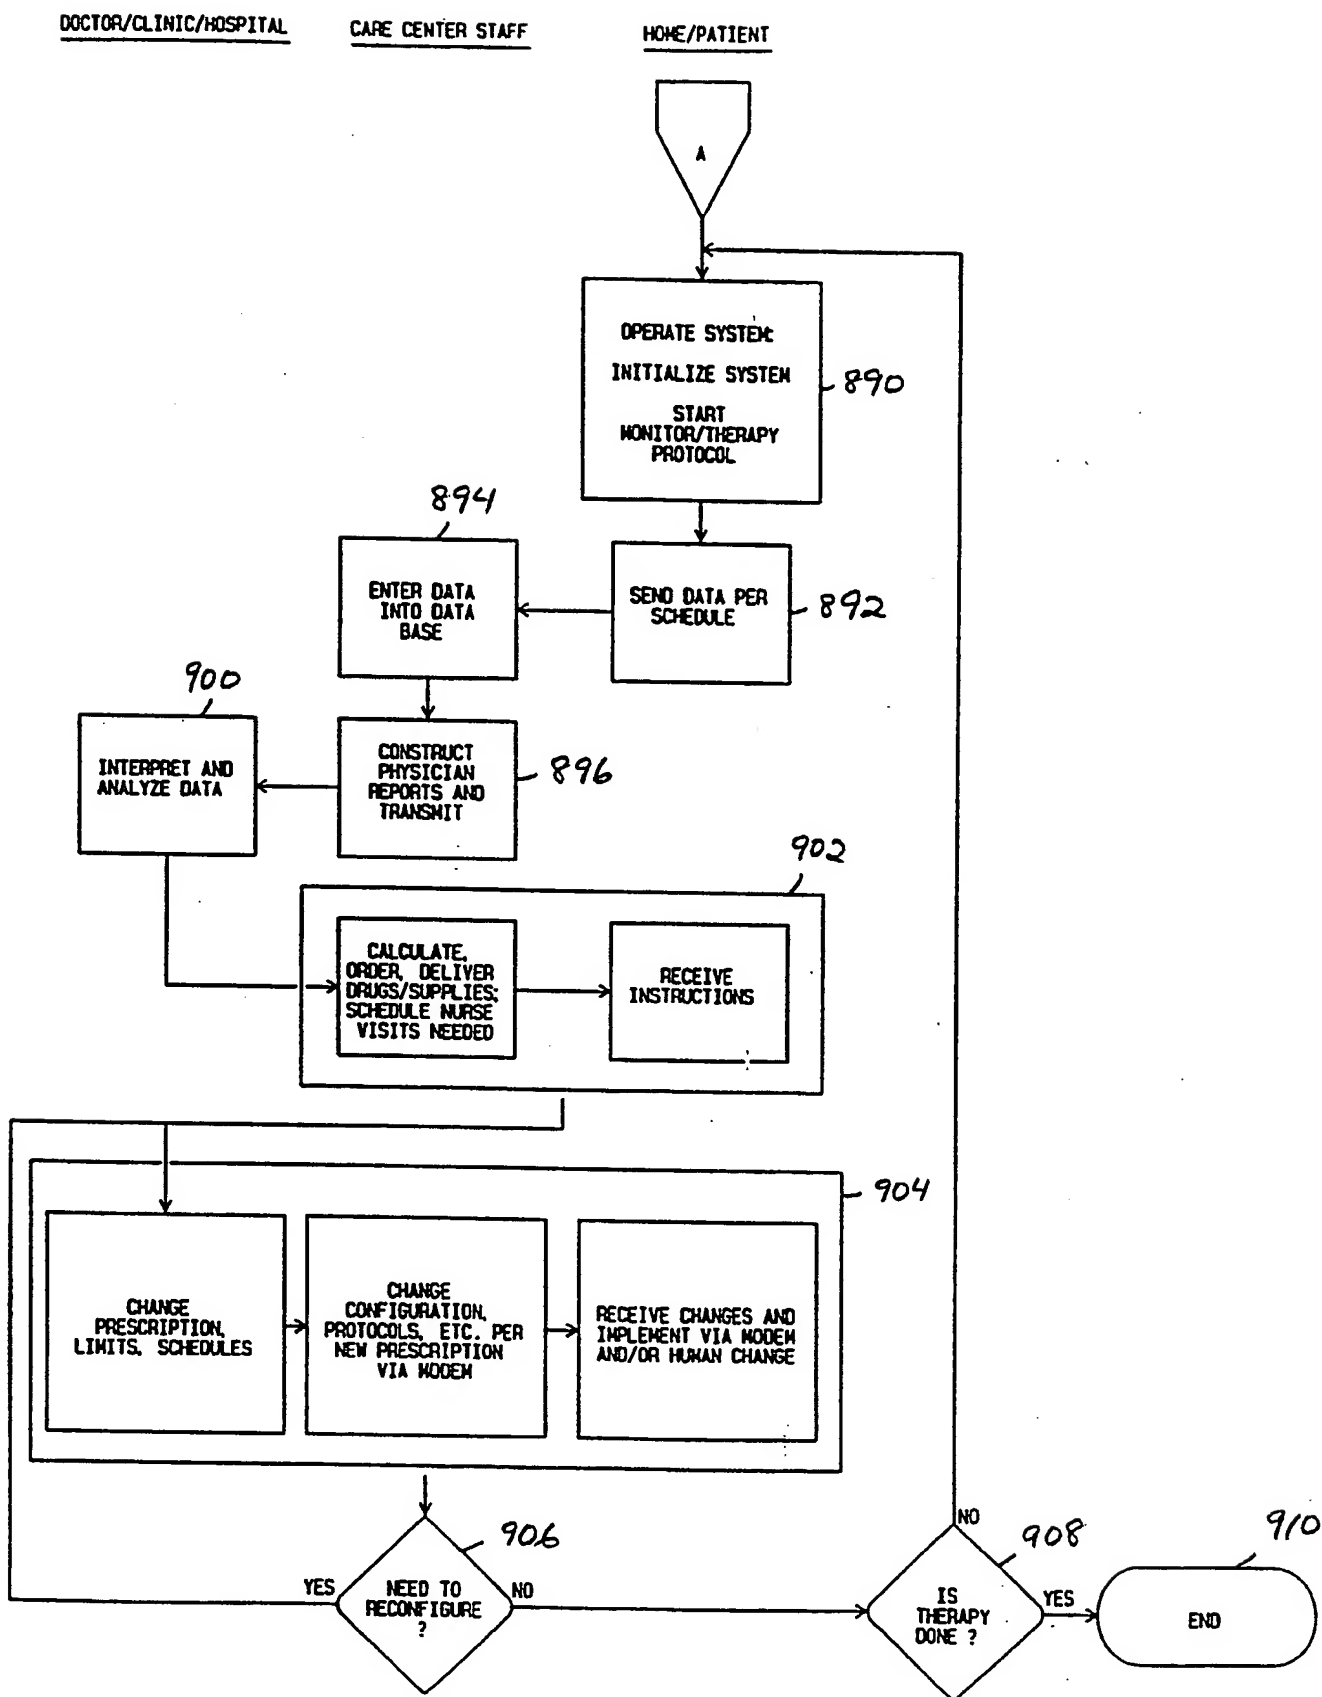 DOCTOR/CLINIC/HOSPITAL
CARE CENTER STAFF
HOME/PATIENT
A
OPERATE SYSTEM:
INITIALIZE SYSTEM
START
MONITOR/THERAPY
PROTOCOL
890
894
ENTER DATA
INTO DATA
BASE
SEND DATA PER
SCHEDULE
892
900
INTERPRET AND
ANALYZE DATA
CONSTRUCT
PHYSICIAN
REPORTS AND
TRANSMIT
896
902
CALCULATE,
ORDER, DELIVER
DRUGS/SUPPLIES;
SCHEDULE NURSE
VISITS NEEDED
RECEIVE
INSTRUCTIONS
904
CHANGE
PRESCRIPTION,
LIMITS, SCHEDULES
CHANGE
CONFIGURATION,
PROTOCOLS, ETC. PER
NEW PRESCRIPTION
VIA MODEM
RECEIVE CHANGES AND
IMPLEMENT VIA MODEM
AND/OR HUMAN CHANGE
906
YES
NEED TO
RECONFIGURE
?
NO
NO
908
IS
THERAPY
DONE ?
YES
910
END